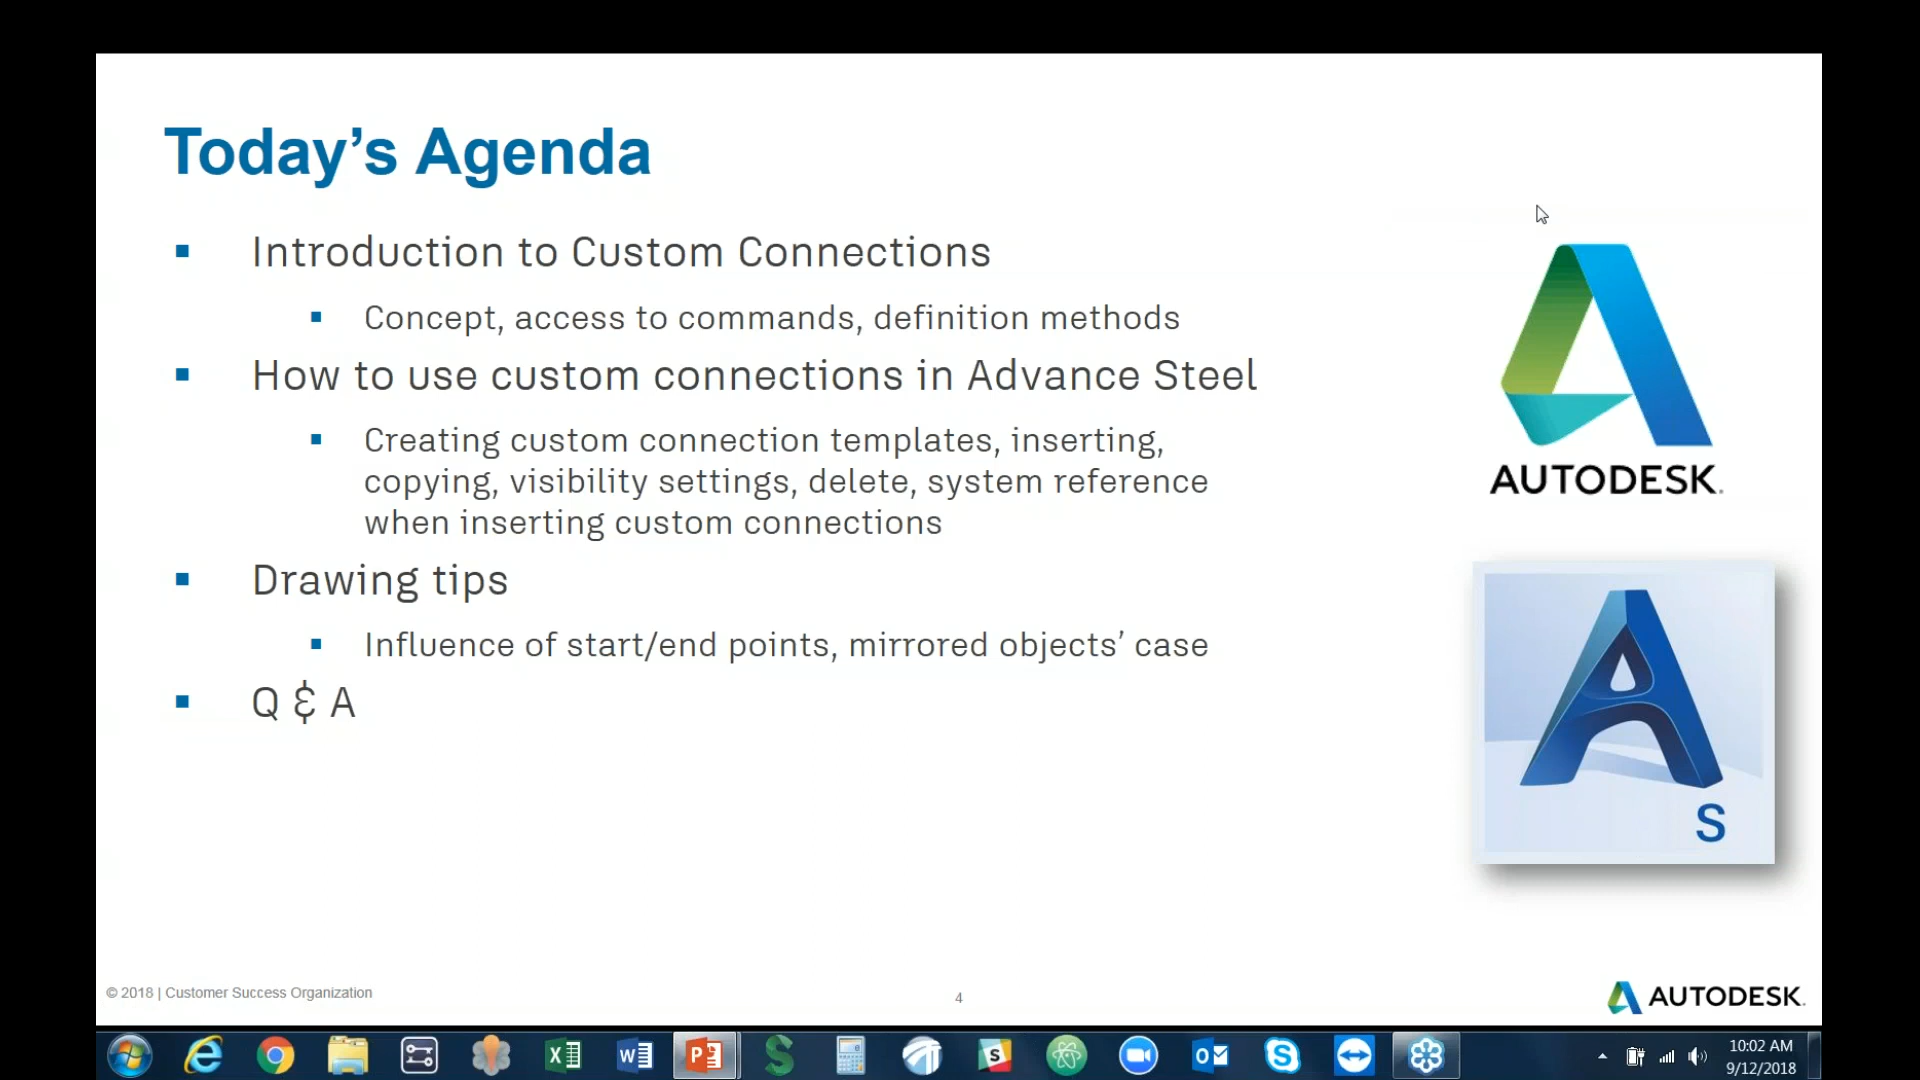 Today’s Agenda
Introduction to Custom Connections
Concept, access to commands, definition methods
How to use custom connections in Advance Steel
Creating custom connection templates, inserting,
copying, visibility settings, delete, system reference
when inserting custom connections
Drawing tips
Influence of start/end points, mirrored objects’ case
Q & A
AUTODESK.
S
© 2018 | Customer Success Organization
4
AUTODESK.
10:02 AM
9/12/2018